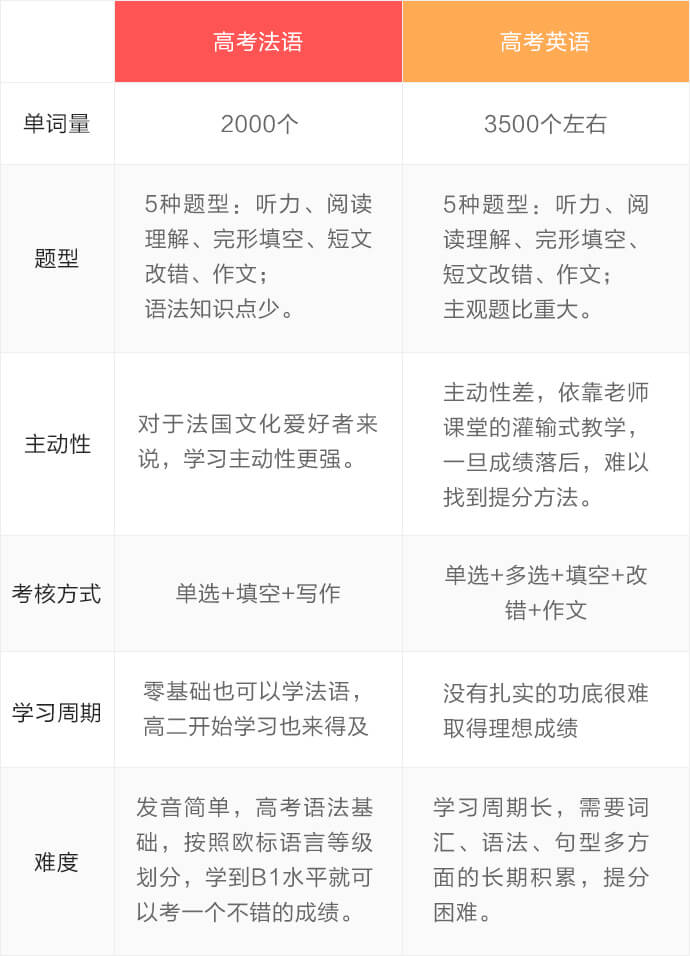 高考法语
高考英语
单词量
2000个
3500个左右
题型
5种题型：听力、阅读
理解、完形填空、短文
改错、作文；
语法知识点少。
5种题型：听力、阅
读理解、完形填空、
短文改错、作文；
主观题比重大。
主动性
对于法国文化爱好者来
说，学习主动性更强。
主动性差，依靠老师
课堂的灌输式教学，
一旦成绩落后，难以
找到提分方法。
考核方式
单选+填空+写作
单选+多选+填空+改
错+作文
学习周期
零基础也可以学法语，
高二开始学习也来得及
没有扎实的功底很难
取得理想成绩
难度
发音简单，高考语法基
础，按照欧标语言等级
划分，学到B1水平就可
以考一个不错的成绩。
学习周期长，需要词
汇、语法、句型多方
面的长期积累，提分
困难。